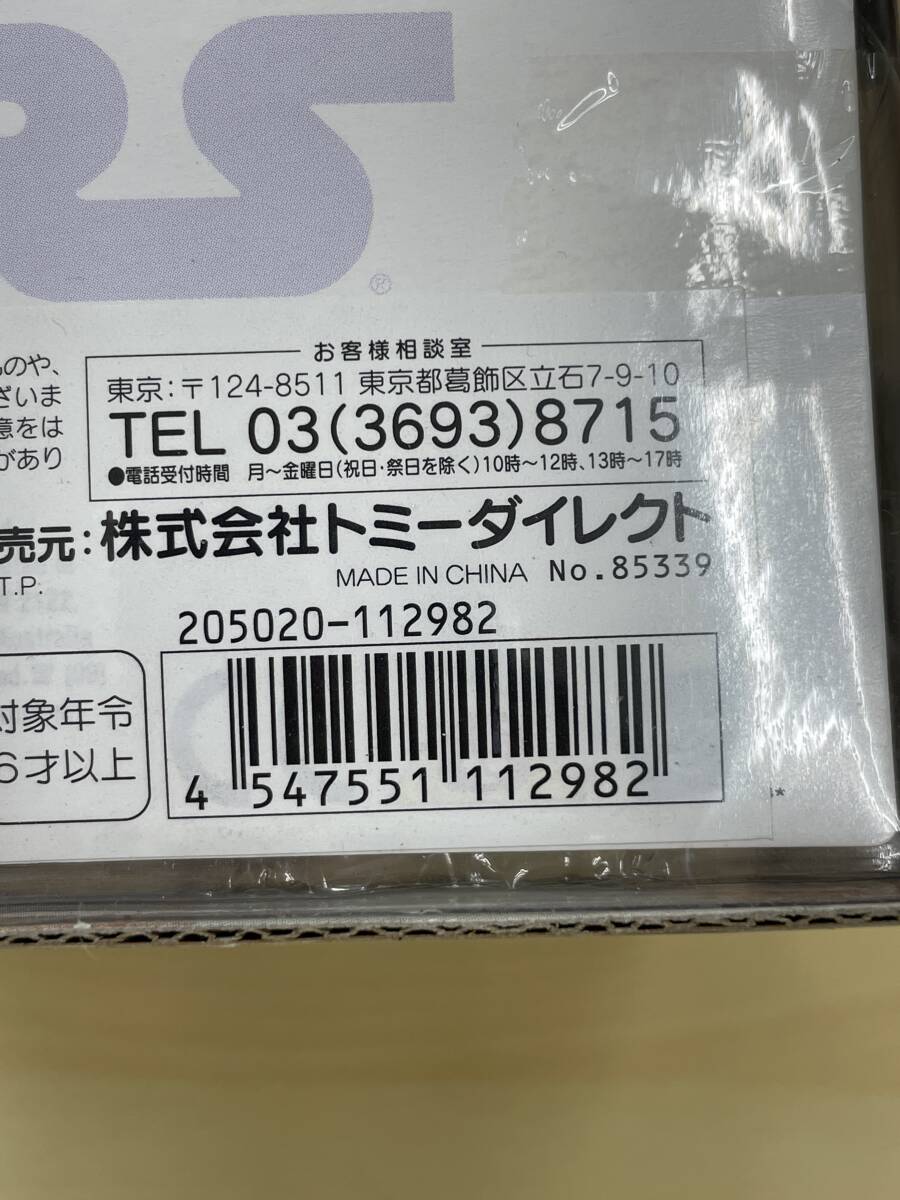 RS
®
ものや、
ざいま
意をは
があり
お客様相談室
東京:〒124-8511 東京都葛飾区立石7-9-10
TEL 03(3693)8715
●電話受付時間 月〜金曜日(祝日・祭日を除く)10時〜12時、13時〜17時
売元:株式会社トミーダイレクト
T.P:
MADE IN CHINA No.85339
205020-112982
対象年令
6才以上
4 547551 112982
*